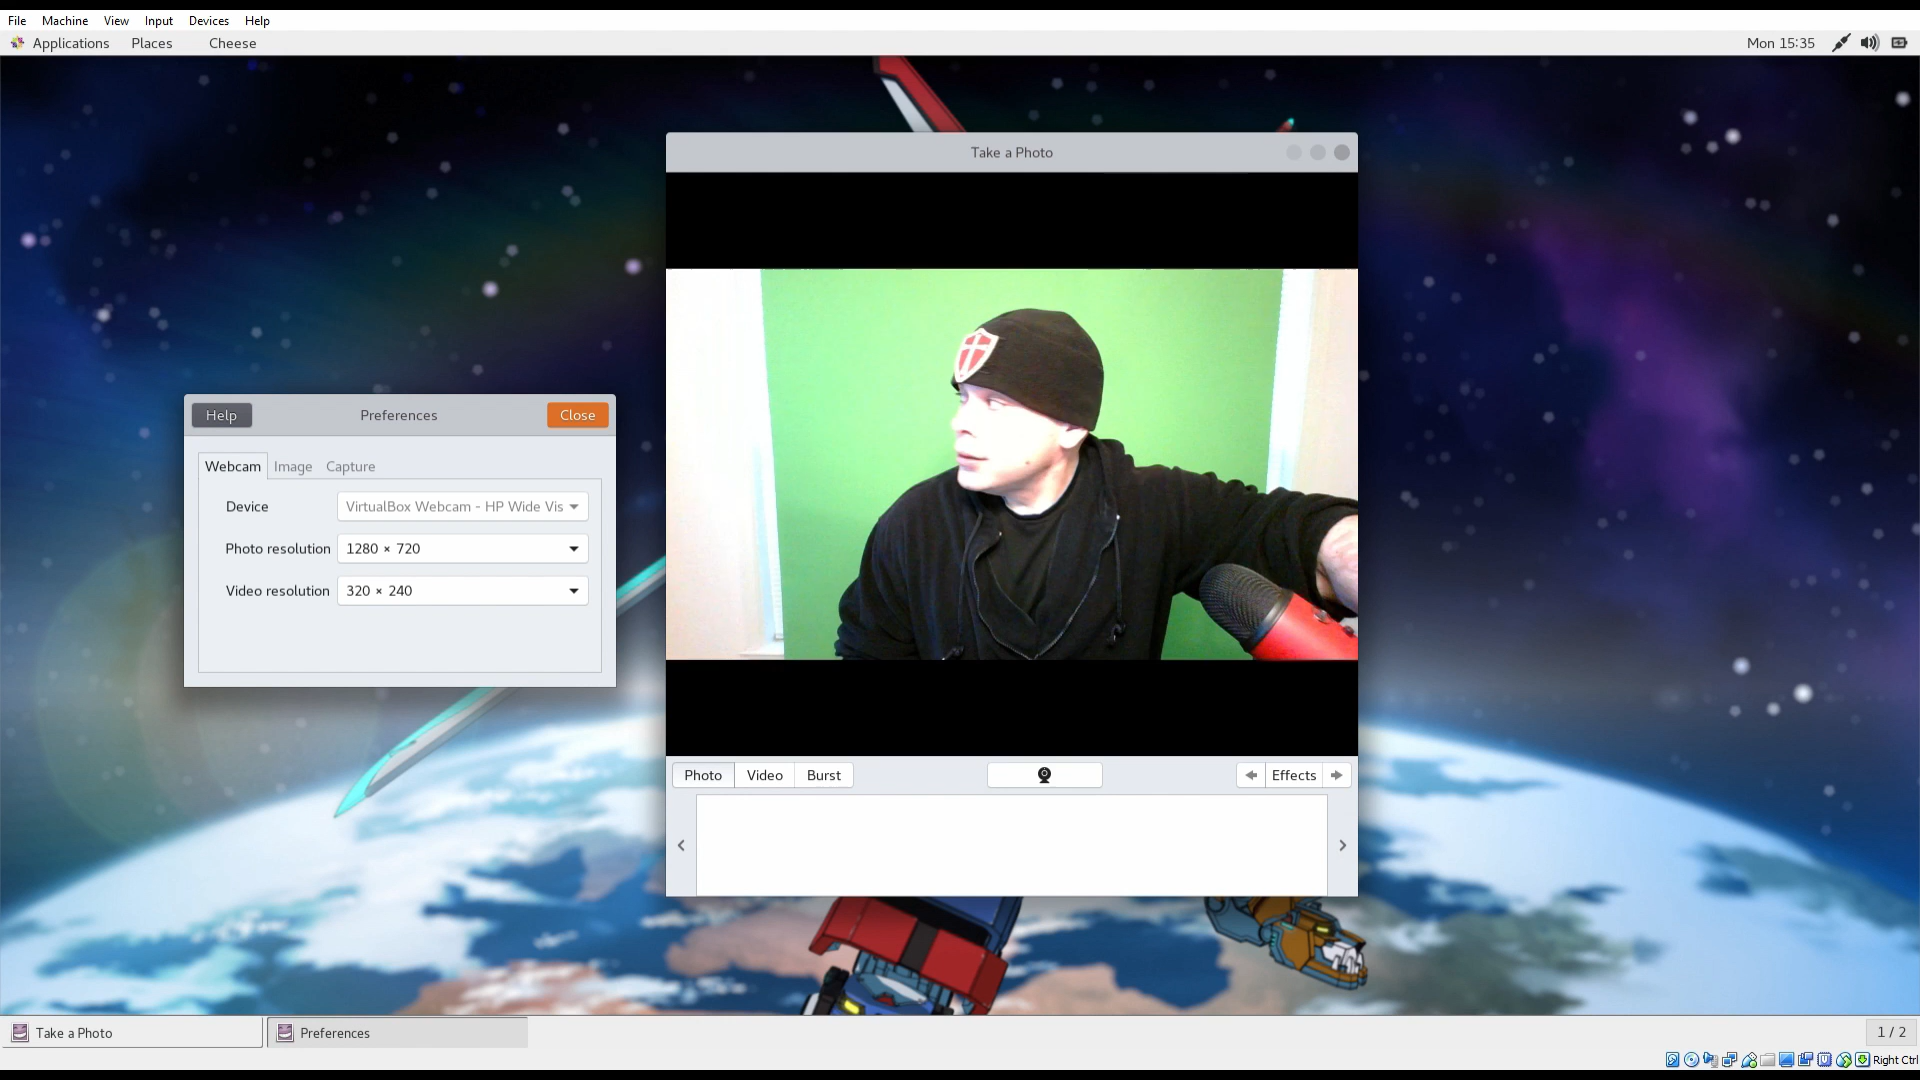 File Machine View Input Devices Help
Applications Places Cheese Mon 15:35
Take a Photo
Help Preferences Close
Webcam Image Capture
Device VirtualBox Webcam - HP Wide Vis
Photo resolution 1280 × 720
Video resolution 320 × 240
Photo Video Burst Effects
Take a Photo Preferences 1 / 2
Right Ctrl